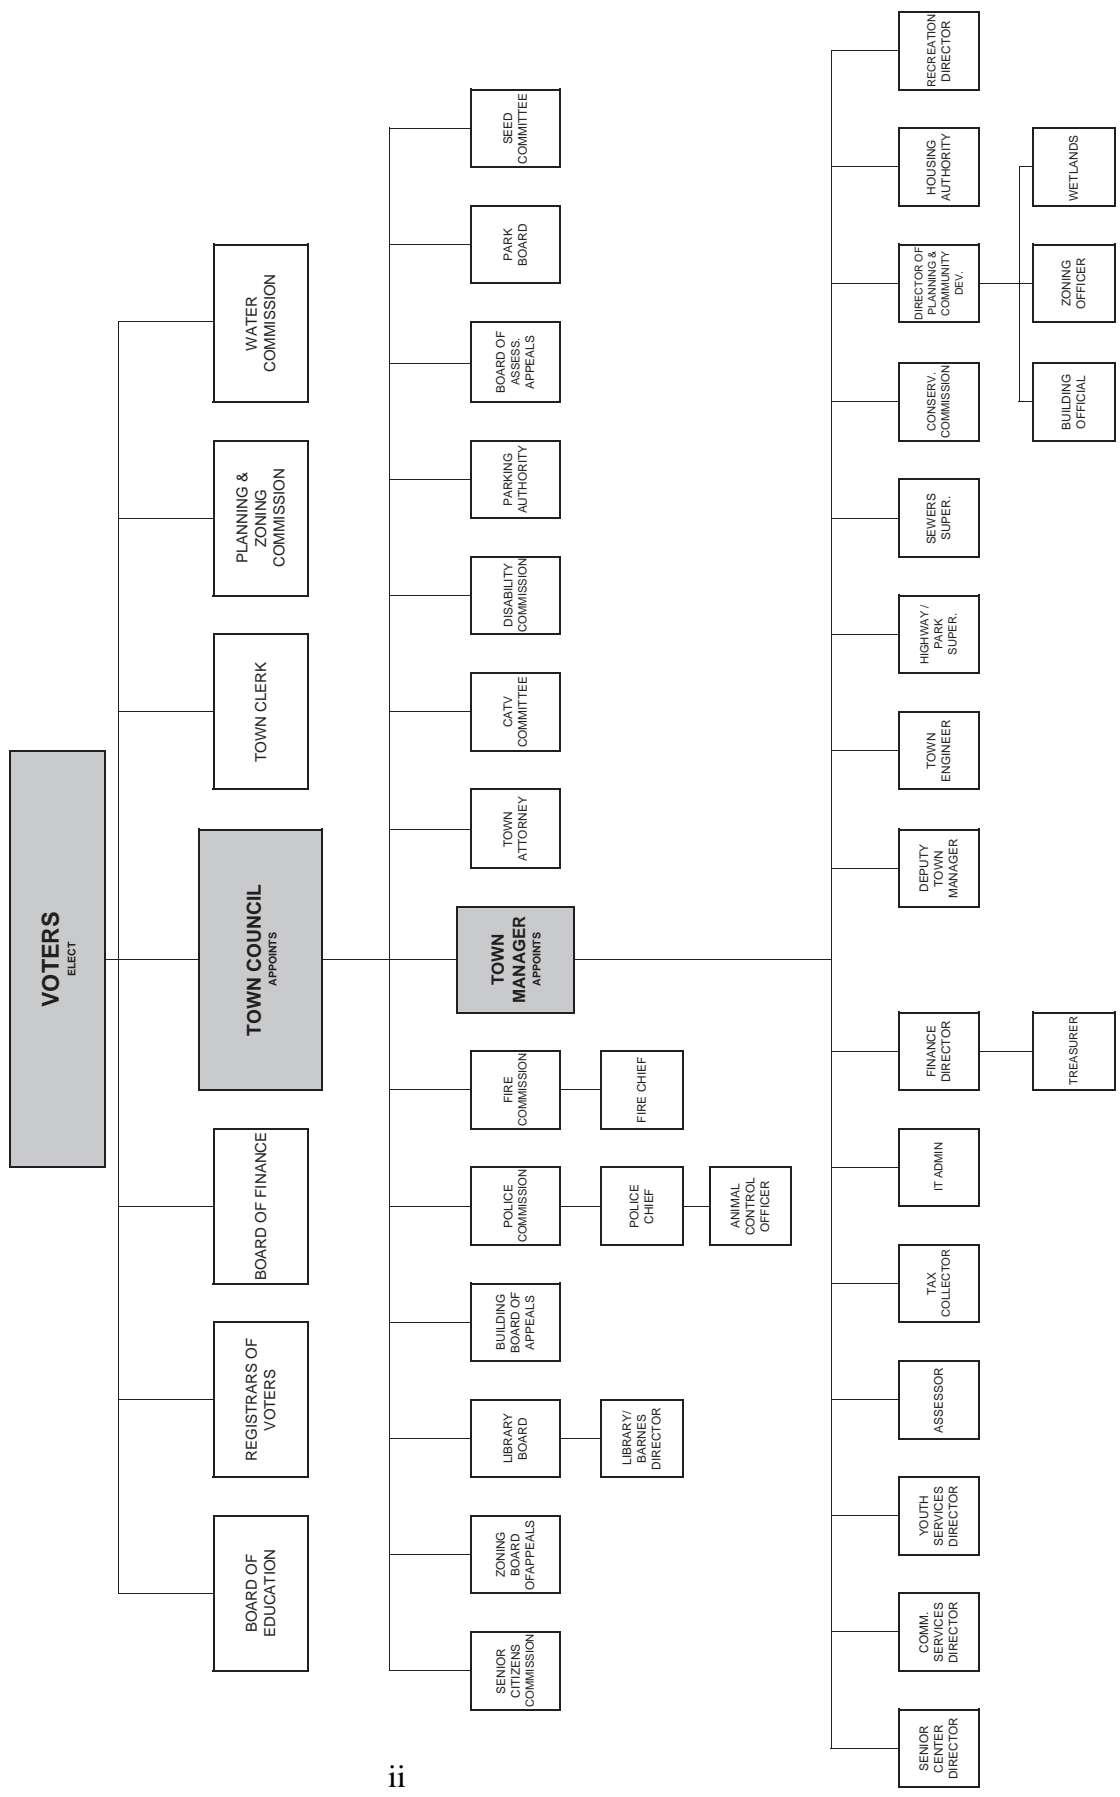 VOTERS
ELECT
BOARD OF
EDUCATION
REGISTRARS OF
VOTERS
BOARD OF FINANCE
TOWN COUNCIL
APPOINTS
TOWN CLERK
PLANNING &
ZONING
COMMISSION
WATER
COMMISSION
SENIOR
CITIZENS
COMMISSION
ZONING
BOARD
OFAPPEALS
LIBRARY
BOARD
BUILDING
BOARD OF
APPEALS
POLICE
COMMISSION
FIRE
COMMISSION
TOWN
MANAGER
APPOINTS
TOWN
ATTORNEY
CATV
COMMITTEE
DISABILITY
COMMISSION
PARKING
AUTHORITY
BOARD OF
ASSESS.
APPEALS
PARK
BOARD
SEED
COMMITTEE
LIBRARY/
BARNES
DIRECTOR
POLICE
CHIEF
FIRE CHIEF
ANIMAL
CONTROL
OFFICER
SENIOR
CENTER
DIRECTOR
COMM.
SERVICES
DIRECTOR
YOUTH
SERVICES
DIRECTOR
ASSESSOR
TAX
COLLECTOR
IT ADMIN
FINANCE
DIRECTOR
DEPUTY
TOWN
MANAGER
TOWN
ENGINEER
HIGHWAY /
PARK
SUPER.
SEWERS
SUPER.
CONSERV.
COMMISSION
DIRECTOR OF
PLANNING &
COMMUNITY
DEV.
HOUSING
AUTHORITY
RECREATION
DIRECTOR
TREASURER
BUILDING
OFFICIAL
ZONING
OFFICER
WETLANDS
ii